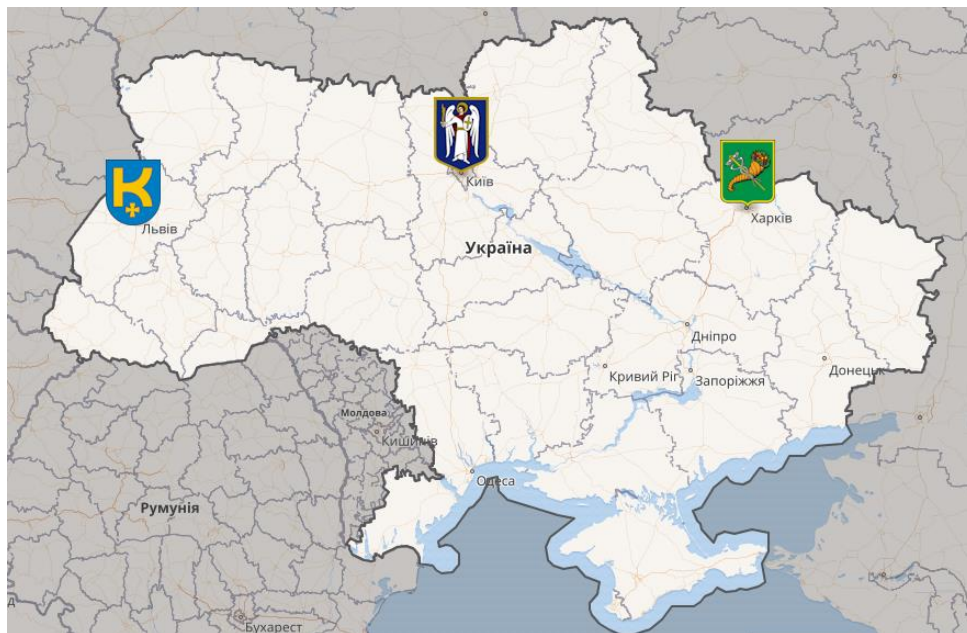 Київ
Харків
Львів
Україна
Дніпро
Донецьк
Кривий Ріг
Запоріжжя
Молдова
Кишинів
Одеса
Румунія
Бухарест
К